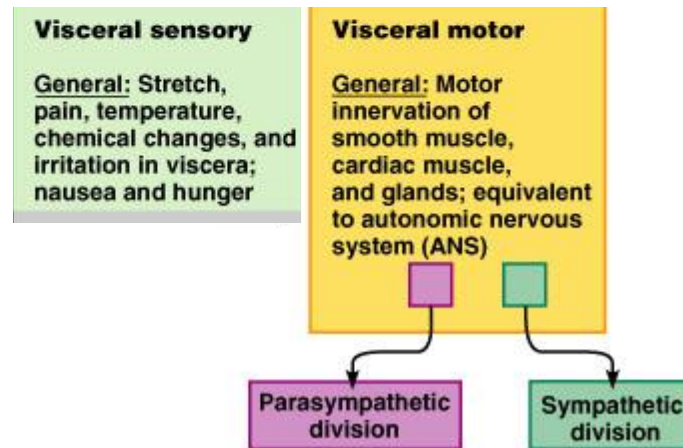 Visceral sensory
General: Stretch,
pain, temperature,
chemical changes, and
irritation in viscera;
nausea and hunger
Visceral motor
General: Motor
innervation of
smooth muscle,
cardiac muscle,
and glands; equivalent
to autonomic nervous
system (ANS)
Parasympathetic
division
Sympathetic
division